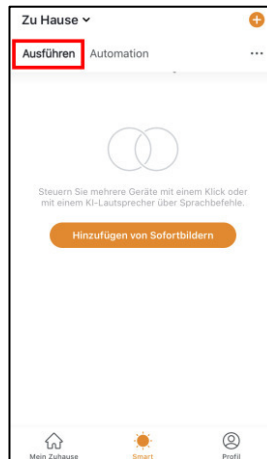 Zu Hause
Ausführen Automation
Steuern Sie mehrere Geräte mit einem Klick oder
mit einem KI-Lautsprecher über Sprachbefehle.
Hinzufügen von Sofortbildern
Mein Zuhause Smart Profil